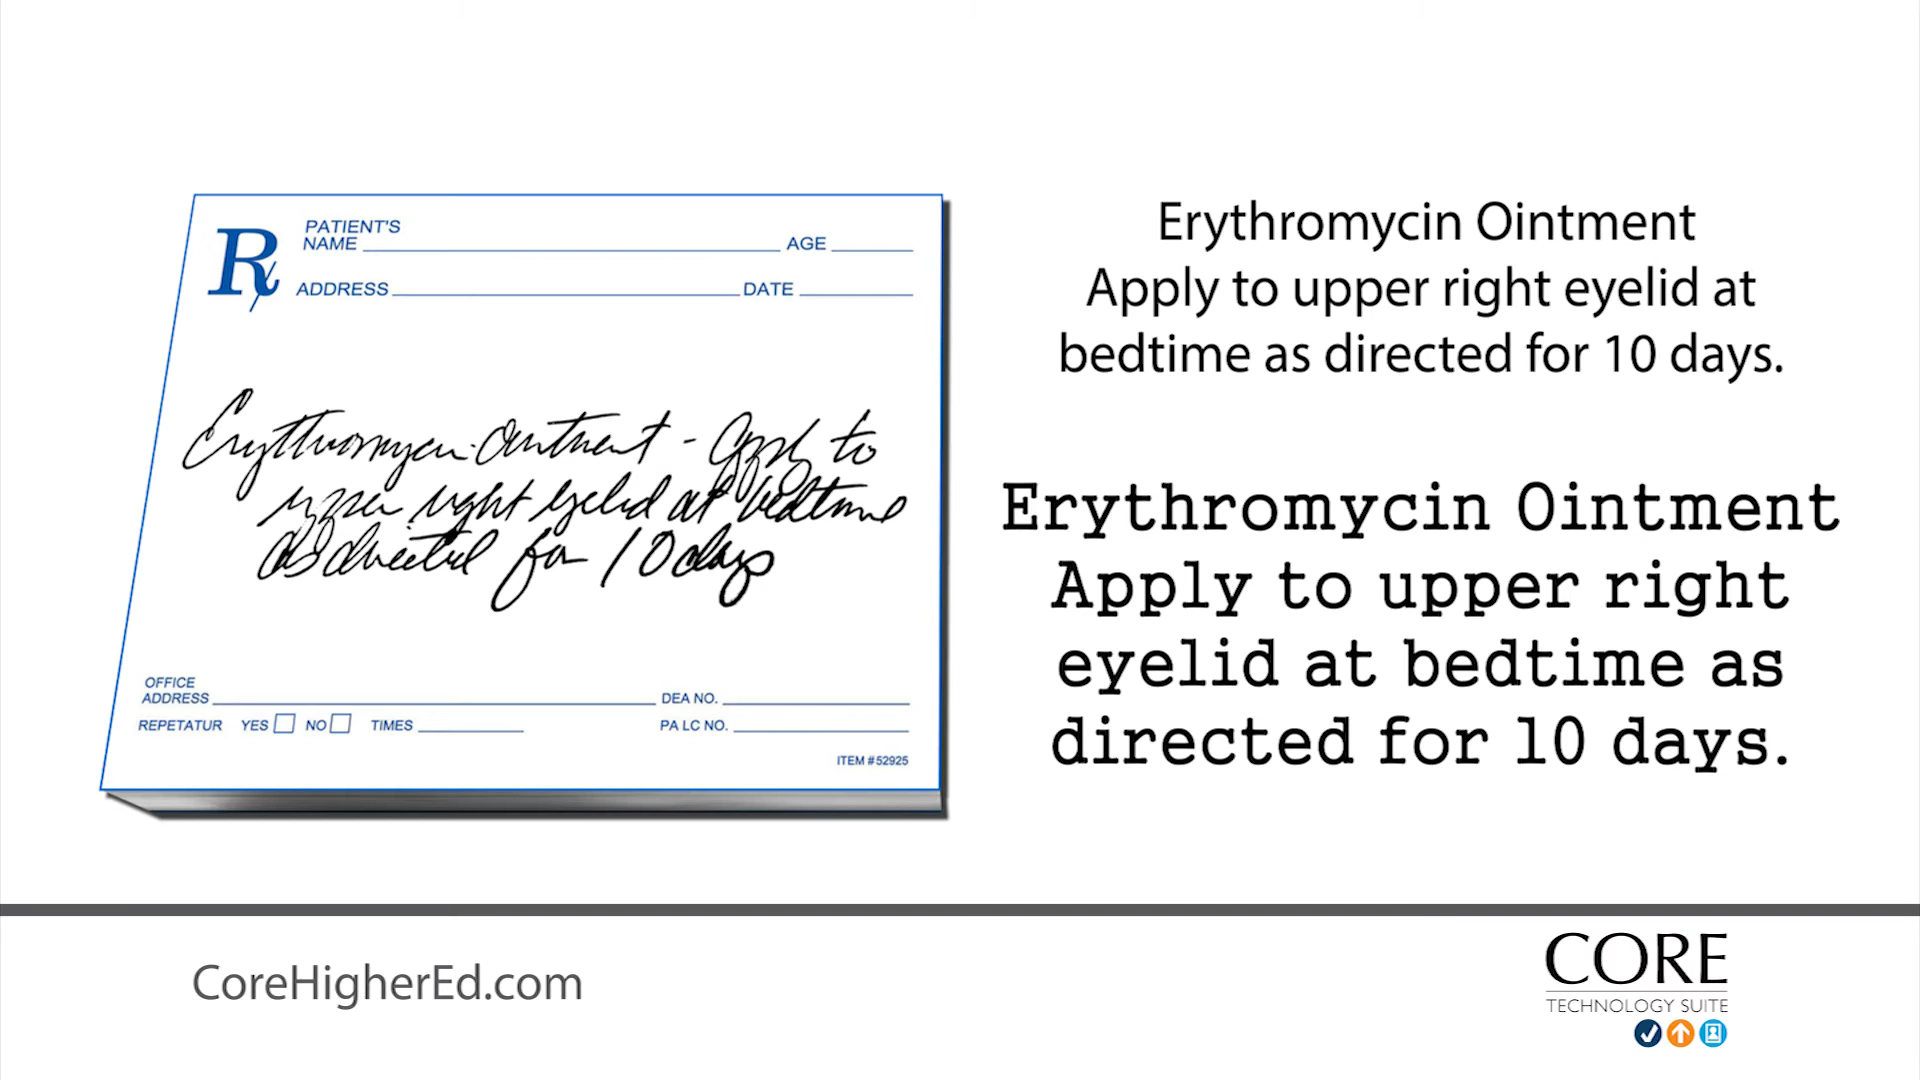 Rx
PATIENT'S
NAME
AGE
ADDRESS
DATE
Erythromycin Ointment - Apply to
upper right eyelid at bedtime
as directed for 10 days
OFFICE
ADDRESS
DEA NO.
REPETATUR YES NO TIMES
PA LC NO.
ITEM #52925
Erythromycin Ointment
Apply to upper right eyelid at
bedtime as directed for 10 days.
Erythromycin Ointment
Apply to upper right
eyelid at bedtime as
directed for 10 days.
CoreHigherEd.com
CORE
TECHNOLOGY SUITE